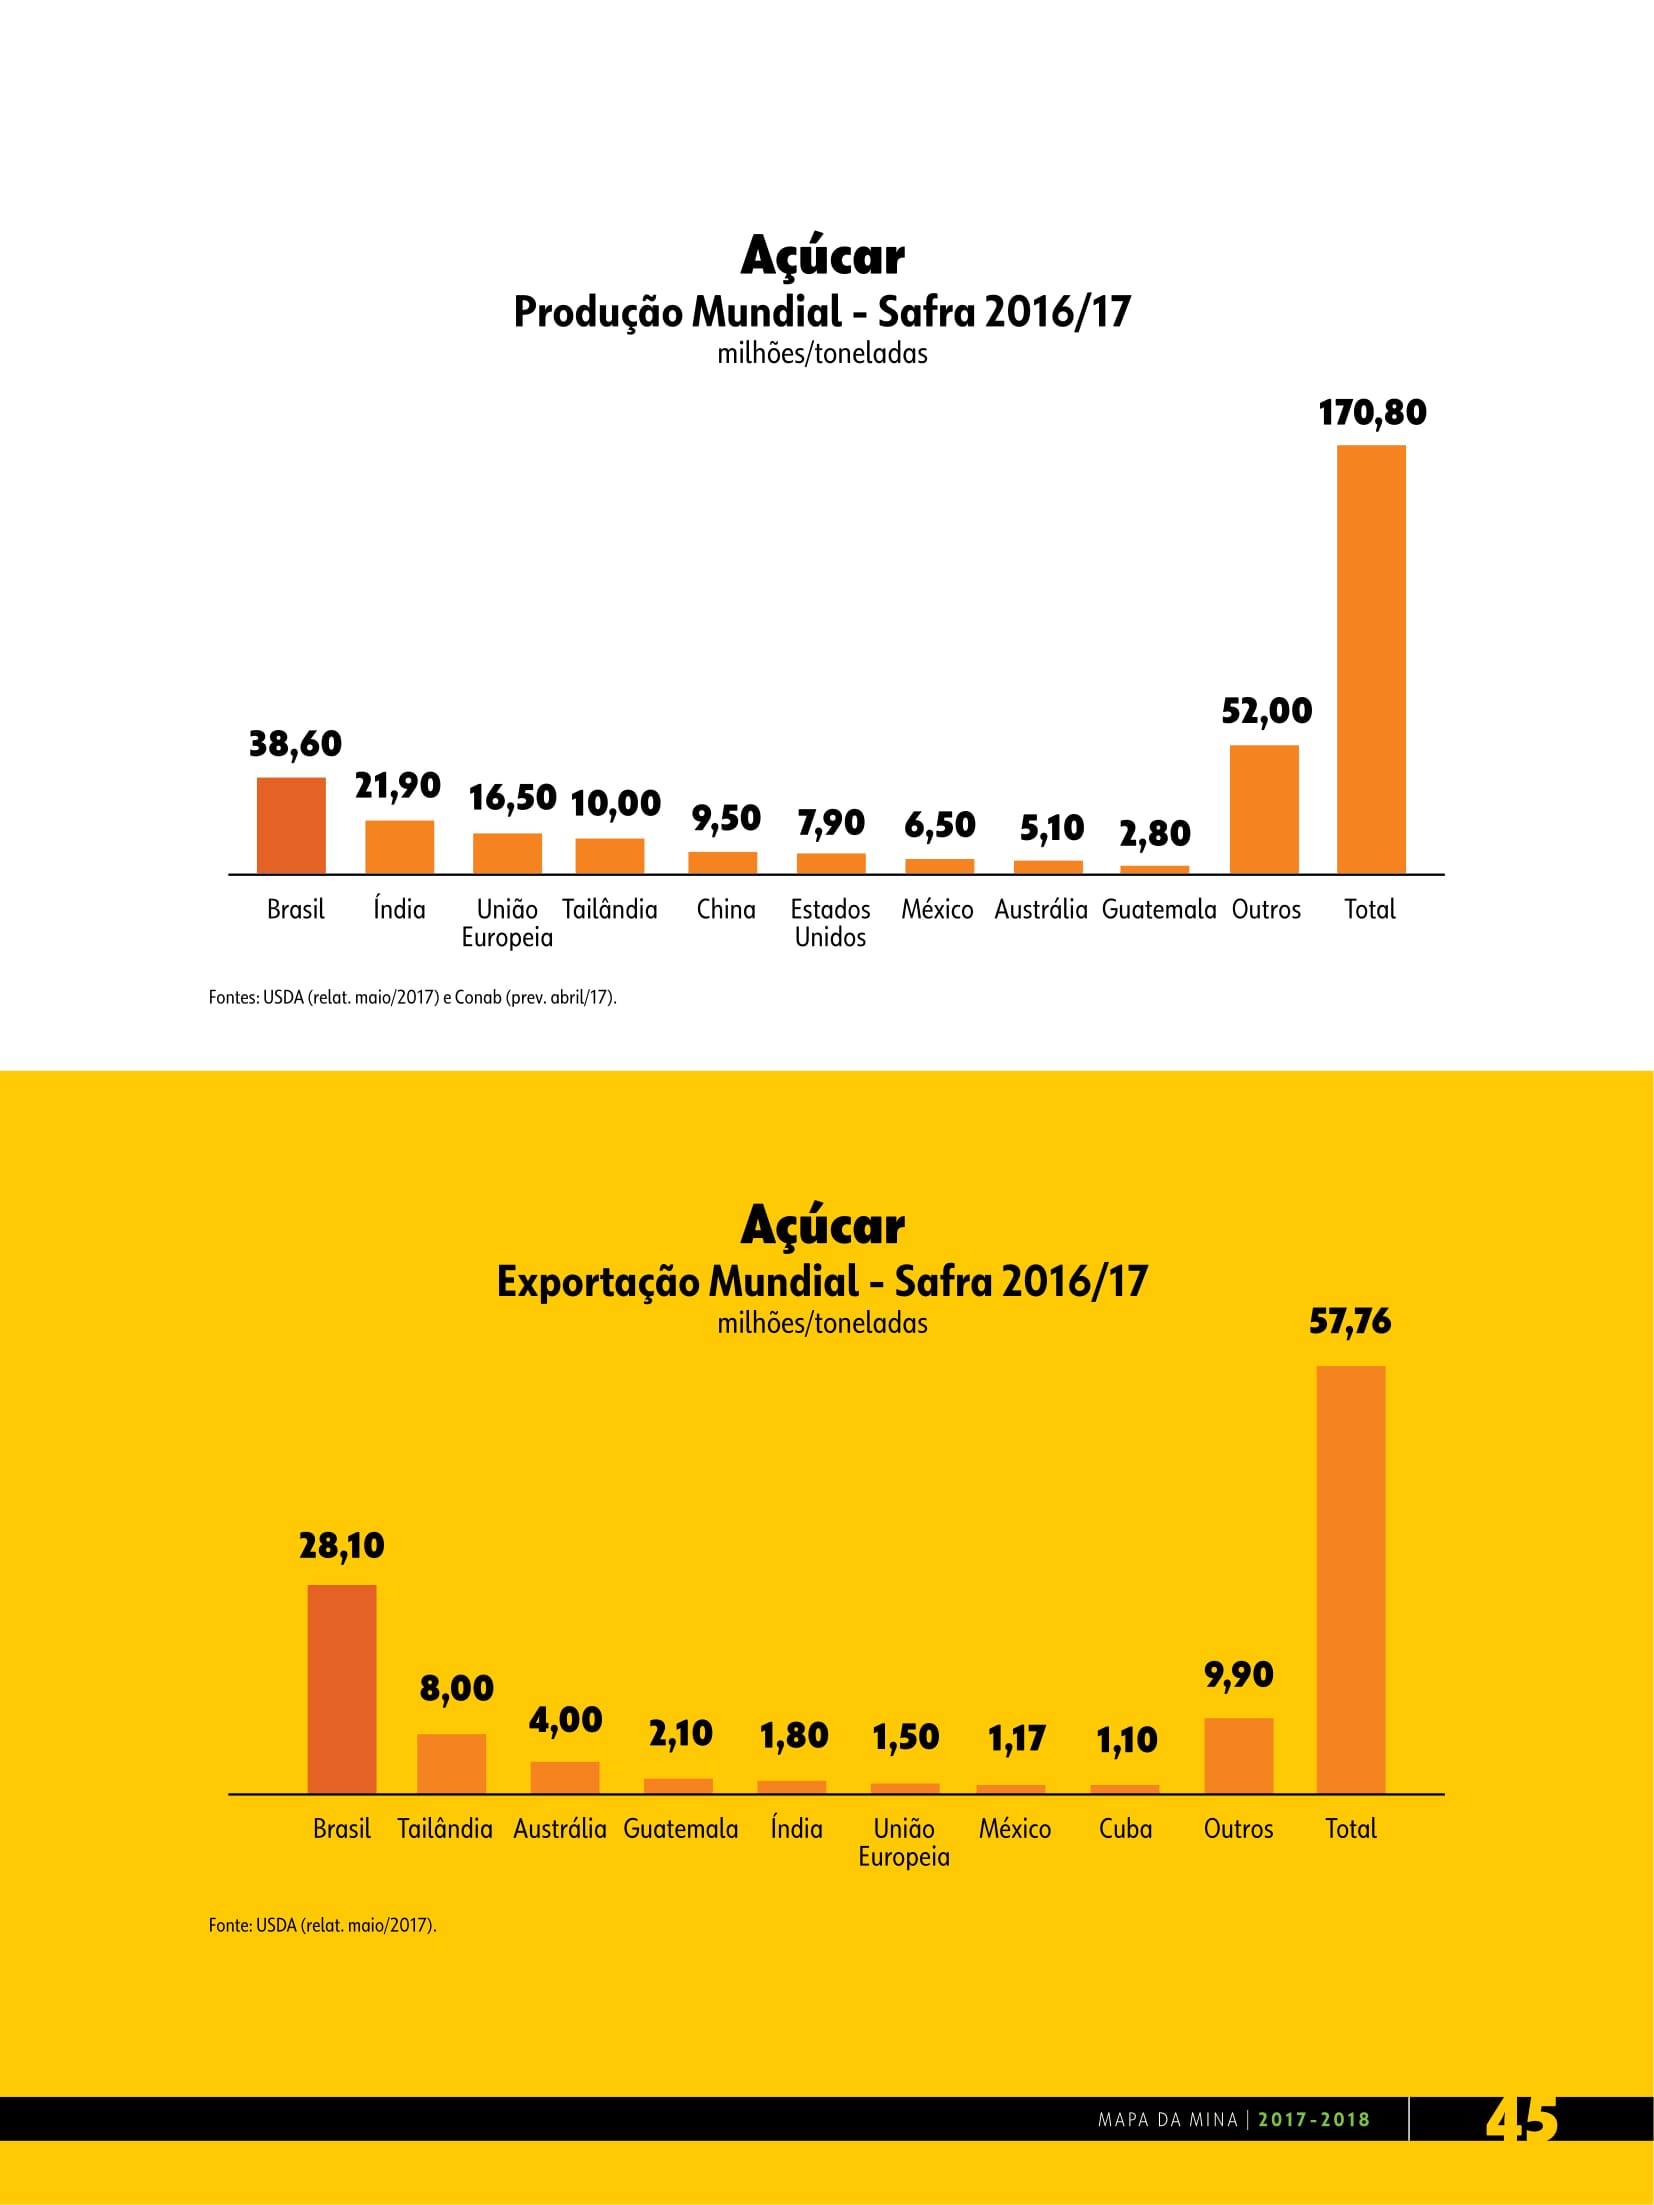 Açúcar
Produção Mundial - Safra 2016/17
milhões/toneladas
170,80
52,00
38,60
21,90
16,50
10,00
9,50
7,90
6,50
5,10
2,80
Brasil
Índia
União
Europeia
Tailândia
China
Estados
Unidos
México
Austrália
Guatemala
Outros
Total
Fontes: USDA (relat. maio/2017) e Conab (prev. abril/17).
Açúcar
Exportação Mundial - Safra 2016/17
milhões/toneladas
57,76
28,10
8,00
4,00
2,10
1,80
1,50
1,17
1,10
9,90
Brasil
Tailândia
Austrália
Guatemala
Índia
União
Europeia
México
Cuba
Outros
Total
Fonte: USDA (relat. maio/2017).
MAPA DA MINA | 2017-2018
45